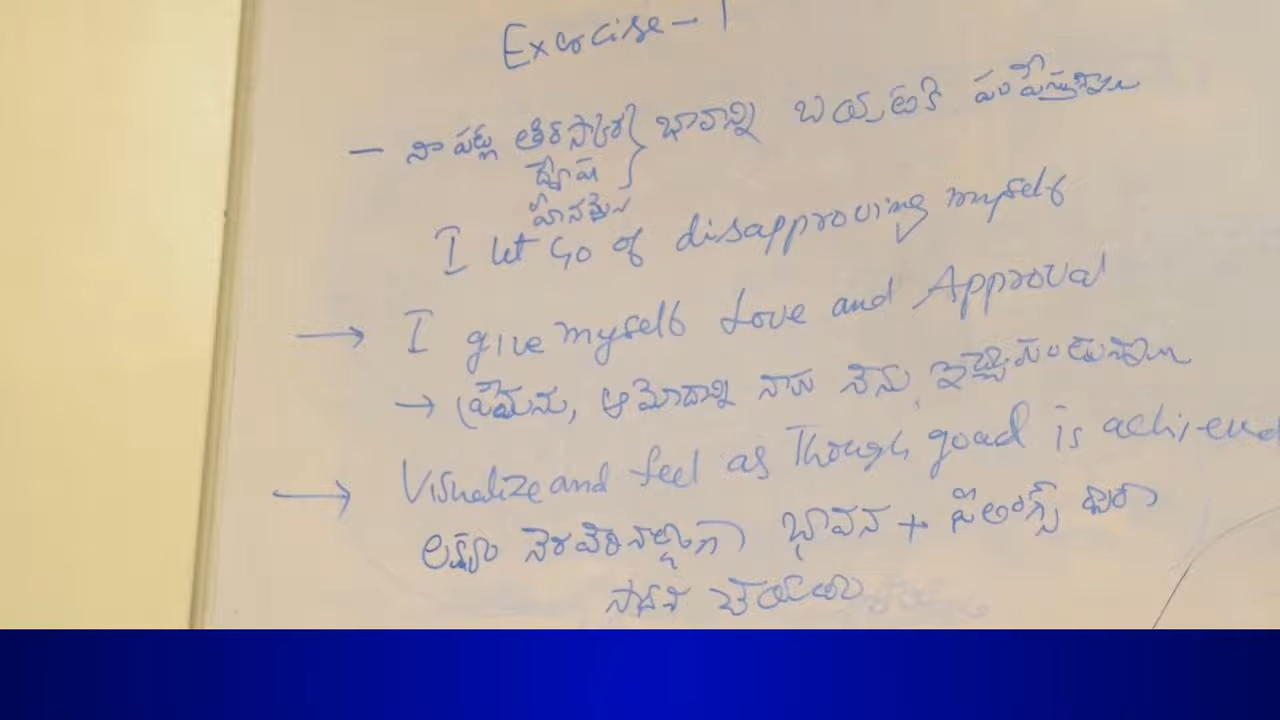 Exercise - 1
- నా పట్ల తిరస్కార } భావాన్ని బయటకి పంపిస్తున్నాను
ద్వేష
హీనమైన
I let go of disapproving myself
→ I give myself Love and Approval
→ ప్రేమను, ఆమోదాన్ని నాకు నేను ఇచ్చుకుంటున్నాను
→ Visualize and feel as Though goal is achieved
లక్ష్యం నెరవేరినట్లుగా భావన + ఫీలింగ్స్ ద్వారా
సాధన చేయుట